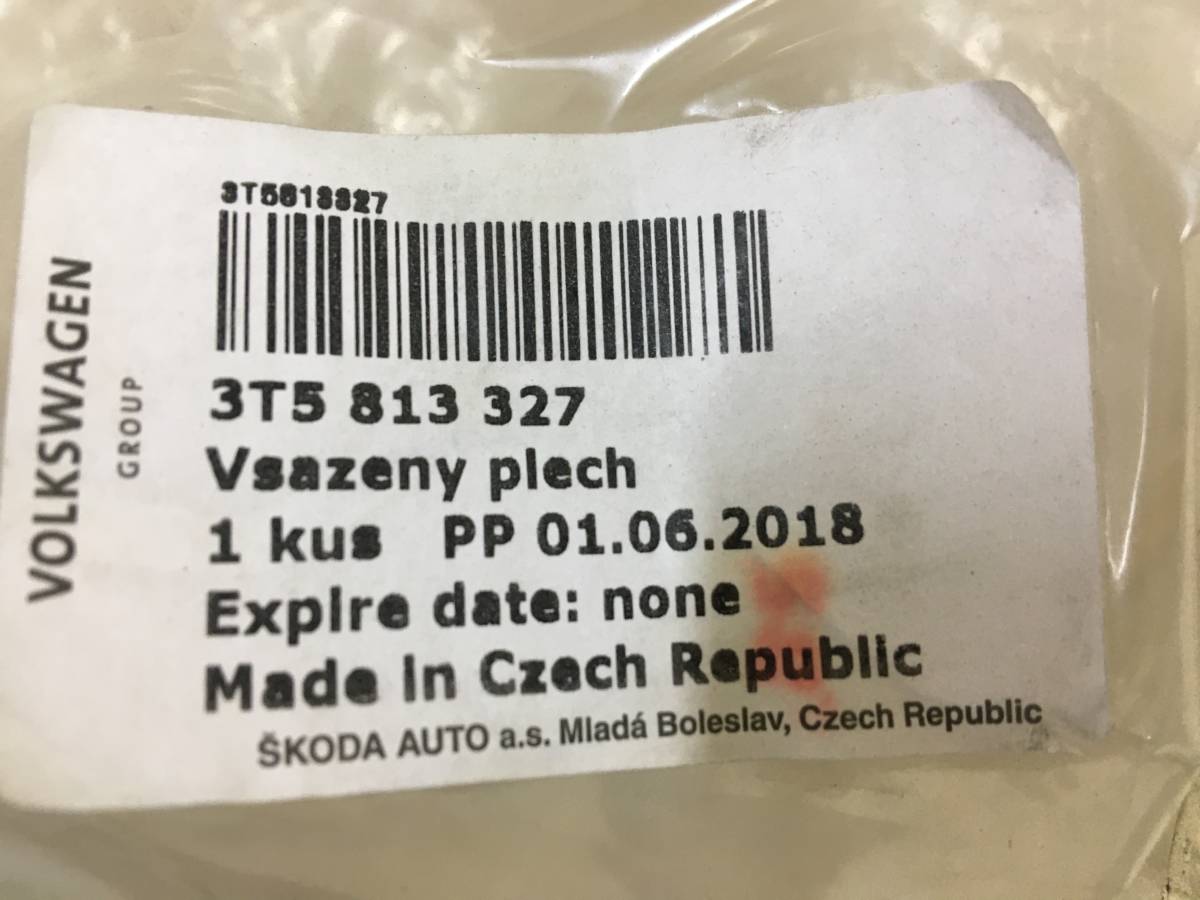 VOLKSWAGEN
GROUP
3T5813327
3T5 813 327
Vsazeny plech
1 kus PP 01.06.2018
Expire date: none
Made in Czech Republic
ŠKODA AUTO a.s. Mladá Boleslav, Czech Republic